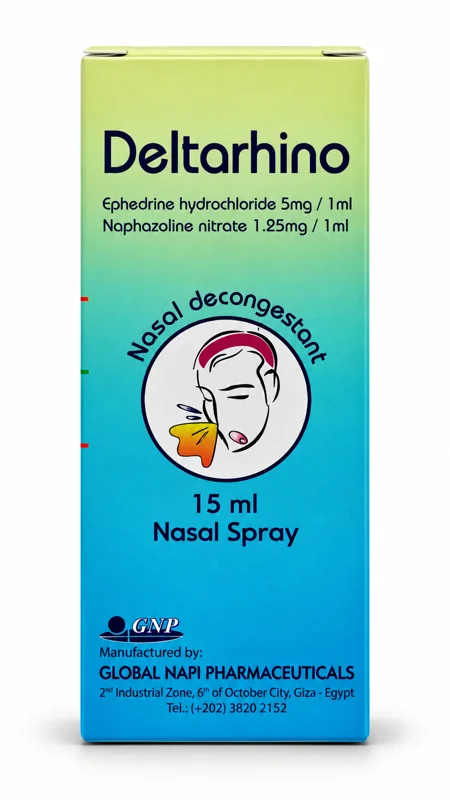 Deltarhino
Ephedrine hydrochloride 5mg / 1ml
Naphazoline nitrate 1.25mg / 1ml
Nasal decongestant
15 ml
Nasal Spray
GNP
Manufactured by:
GLOBAL NAPI PHARMACEUTICALS
2nd Industrial Zone, 6th of October City, Giza - Egypt
Tel.: (+202) 3820 2152